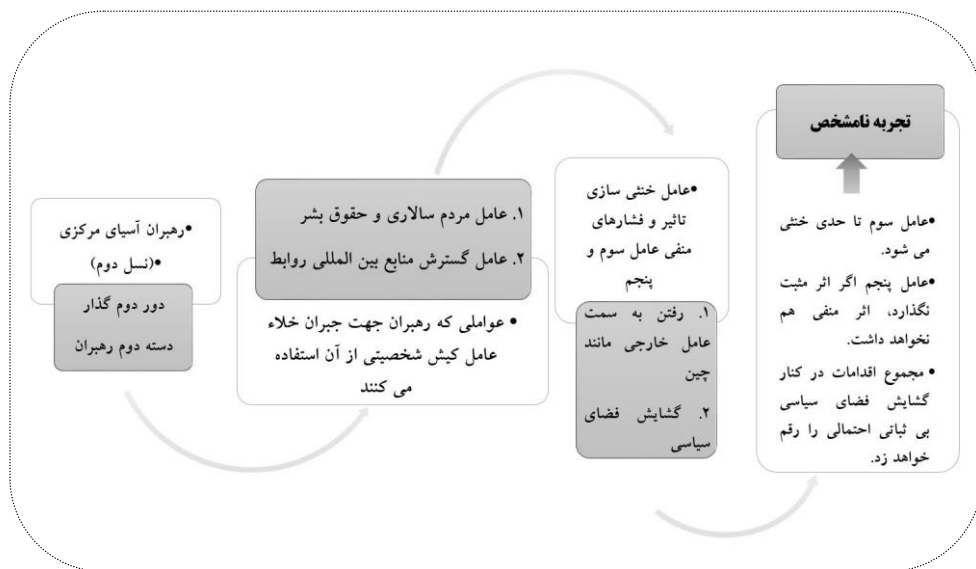 •رهبران آسیای مرکزی
•(نسل دوم)
دور دوم گذار
دسته دوم رهبران
۱. عامل مردم سالاری و حقوق بشر
۲. عامل گسترش منابع بین المللی روابط
• عواملی که رهبران جهت جبران خلاء
عامل کیش شخصیتی از آن استفاده
می کنند
•عامل خنثی سازی
تاثیر و فشارهای
منفی عامل سوم و
پنجم
۱. رفتن به سمت
عامل خارجی مانند
چین
۲. گشایش فضای
سیاسی
تجربه نامشخص
•عامل سوم تا حدی خنثی
می شود.
•عامل پنجم اگر اثر مثبت
نگذارد، اثر منفی هم
نخواهد داشت.
• مجموع اقدامات در کنار
گشایش فضای سیاسی
بی ثباتی احتمالی را رقم
خواهد زد.